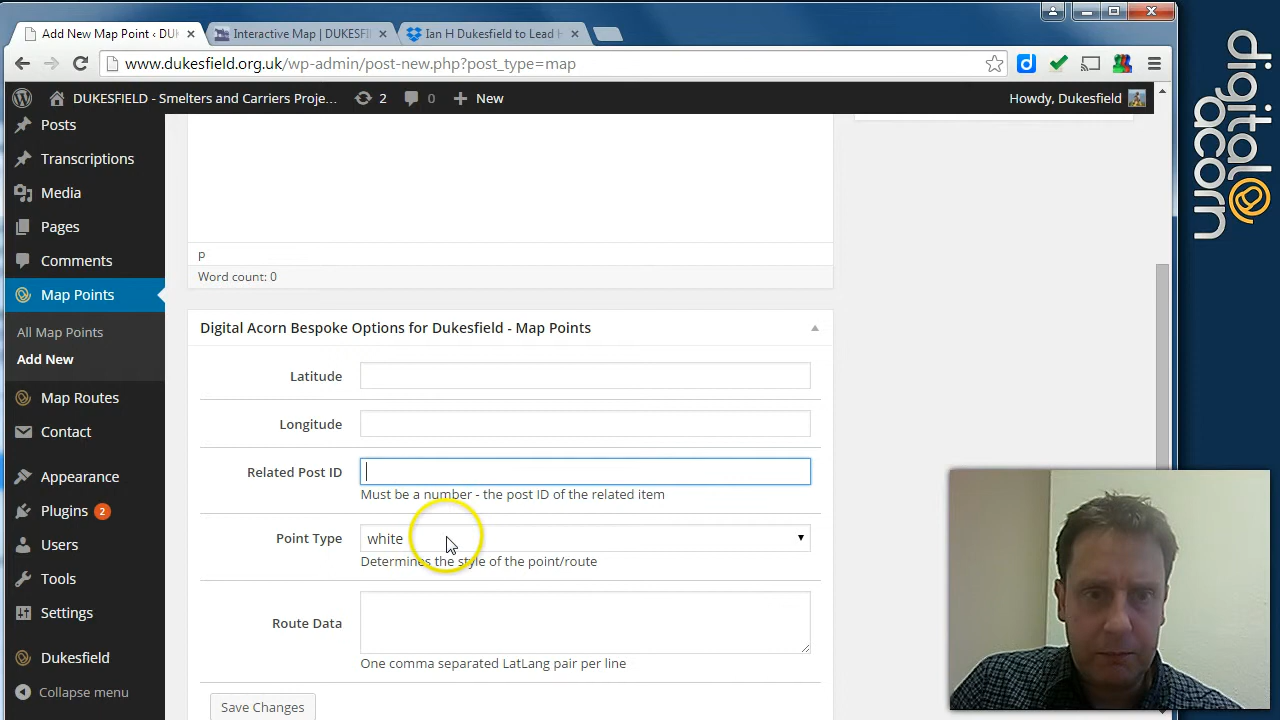 Add New Map Point ‹ DUK
Interactive Map | DUKESFI
Ian H Dukesfield to Lead H
www.dukesfield.org.uk/wp-admin/post-new.php?post_type=map
DUKESFIELD - Smelters and Carriers Proje...
2
0
New
Howdy, Dukesfield
Posts
Transcriptions
Media
Pages
Comments
Map Points
All Map Points
Add New
Map Routes
Contact
Appearance
Plugins 2
Users
Tools
Settings
Dukesfield
Collapse menu
p
Word count: 0
Digital Acorn Bespoke Options for Dukesfield - Map Points
Latitude
Longitude
Related Post ID
Must be a number - the post ID of the related item
Point Type
white
Determines the style of the point/route
Route Data
One comma separated LatLang pair per line
Save Changes
digital@
acorn